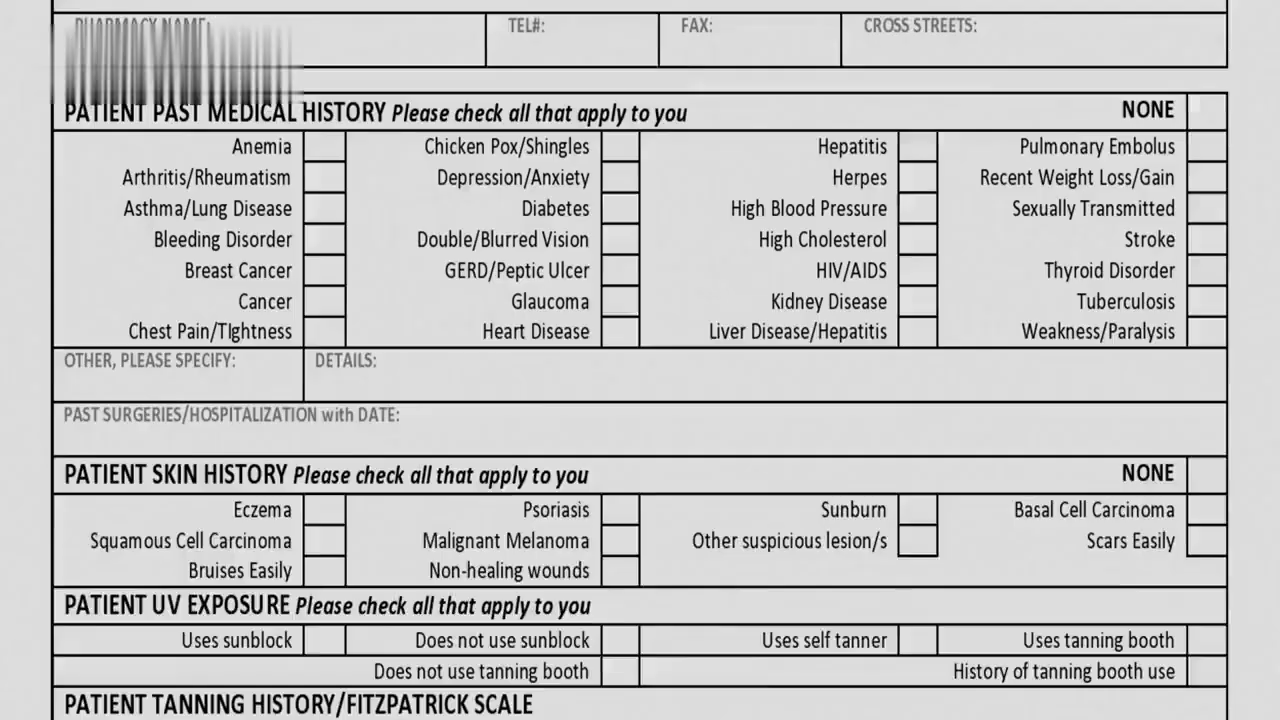 PHARMACY NAME: TEL#: FAX: CROSS STREETS:
PATIENT PAST MEDICAL HISTORY Please check all that apply to you NONE
Anemia Chicken Pox/Shingles Hepatitis Pulmonary Embolus
Arthritis/Rheumatism Depression/Anxiety Herpes Recent Weight Loss/Gain
Asthma/Lung Disease Diabetes High Blood Pressure Sexually Transmitted
Bleeding Disorder Double/Blurred Vision High Cholesterol Stroke
Breast Cancer GERD/Peptic Ulcer HIV/AIDS Thyroid Disorder
Cancer Glaucoma Kidney Disease Tuberculosis
Chest Pain/TIghtness Heart Disease Liver Disease/Hepatitis Weakness/Paralysis
OTHER, PLEASE SPECIFY: DETAILS:
PAST SURGERIES/HOSPITALIZATION with DATE:
PATIENT SKIN HISTORY Please check all that apply to you NONE
Eczema Psoriasis Sunburn Basal Cell Carcinoma
Squamous Cell Carcinoma Malignant Melanoma Other suspicious lesion/s Scars Easily
Bruises Easily Non-healing wounds
PATIENT UV EXPOSURE Please check all that apply to you
Uses sunblock Does not use sunblock Uses self tanner Uses tanning booth
Does not use tanning booth History of tanning booth use
PATIENT TANNING HISTORY/FITZPATRICK SCALE